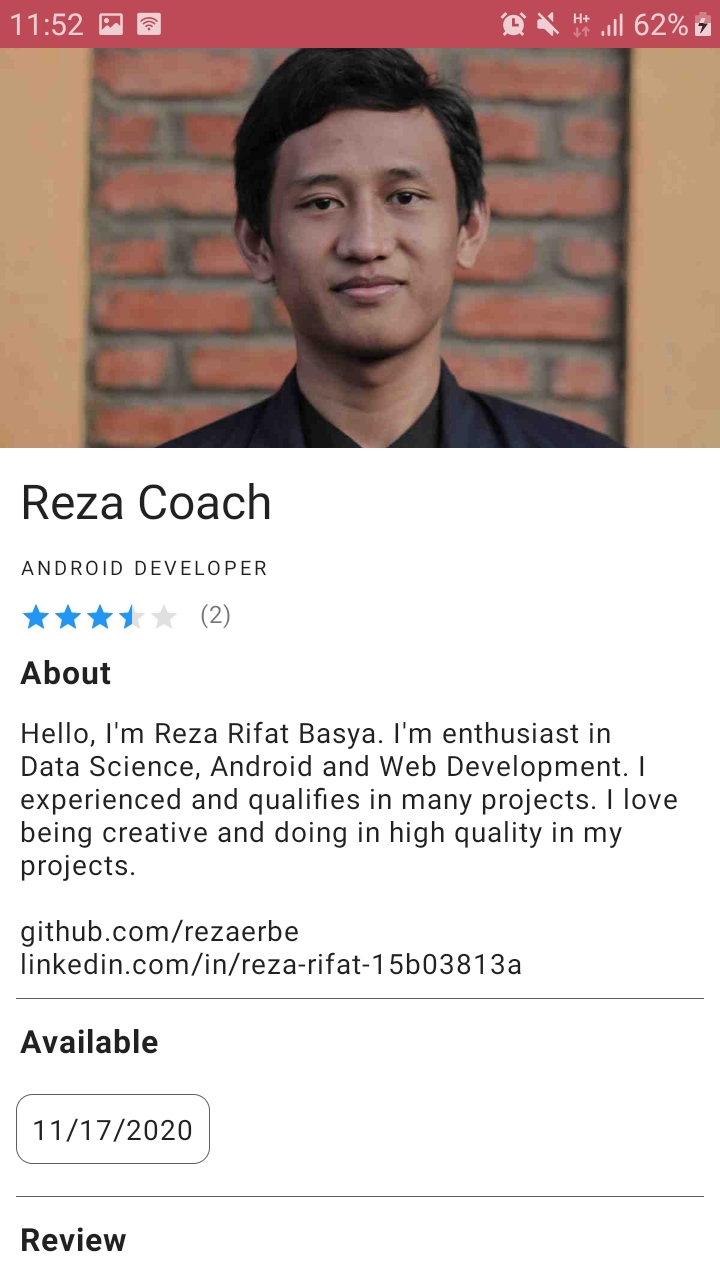 11:52 H+ 62%
Reza Coach
ANDROID DEVELOPER
(2)
About
Hello, I'm Reza Rifat Basya. I'm enthusiast in
Data Science, Android and Web Development. I
experienced and qualifies in many projects. I love
being creative and doing in high quality in my
projects.
github.com/rezaerbe
linkedin.com/in/reza-rifat-15b03813a
Available
11/17/2020
Review